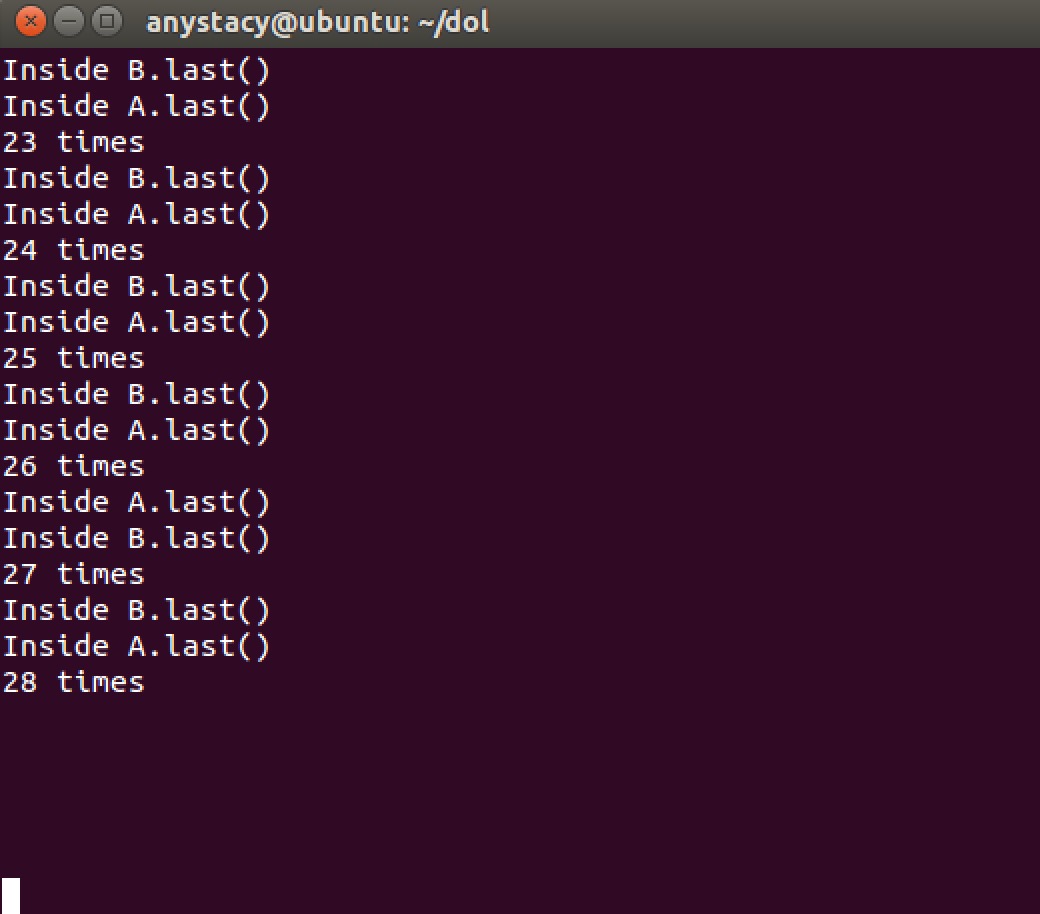 anystacy@ubuntu: ~/dol
Inside B.last()
Inside A.last()
23 times
Inside B.last()
Inside A.last()
24 times
Inside B.last()
Inside A.last()
25 times
Inside B.last()
Inside A.last()
26 times
Inside A.last()
Inside B.last()
27 times
Inside B.last()
Inside A.last()
28 times